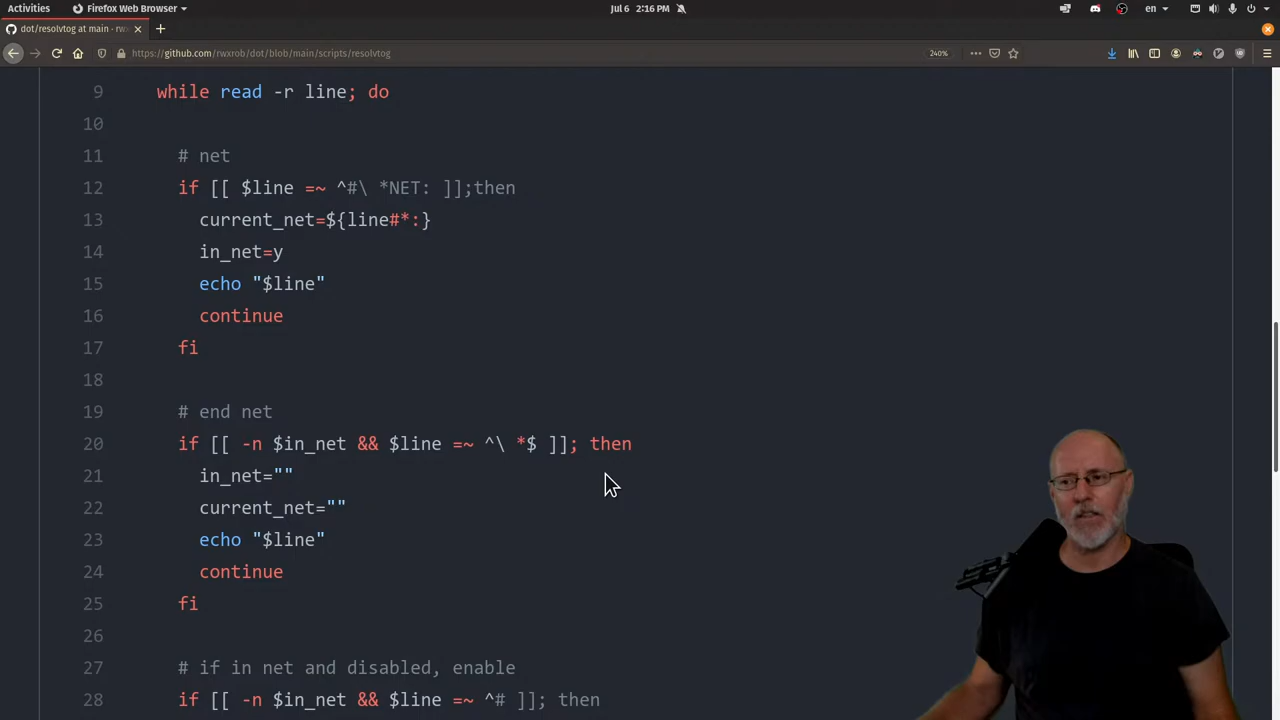 Activities Firefox Web Browser Jul 6 2:16 PM en
dot/resolvtog at main · rw
https://github.com/rwxrob/dot/blob/main/scripts/resolvtog 240%
9 while read -r line; do
10
11 # net
12 if [[ $line =~ ^#\ *NET: ]];then
13 current_net=${line#*:}
14 in_net=y
15 echo "$line"
16 continue
17 fi
18
19 # end net
20 if [[ -n $in_net && $line =~ ^\ *$ ]]; then
21 in_net=""
22 current_net=""
23 echo "$line"
24 continue
25 fi
26
27 # if in net and disabled, enable
28 if [[ -n $in_net && $line =~ ^# ]]; then